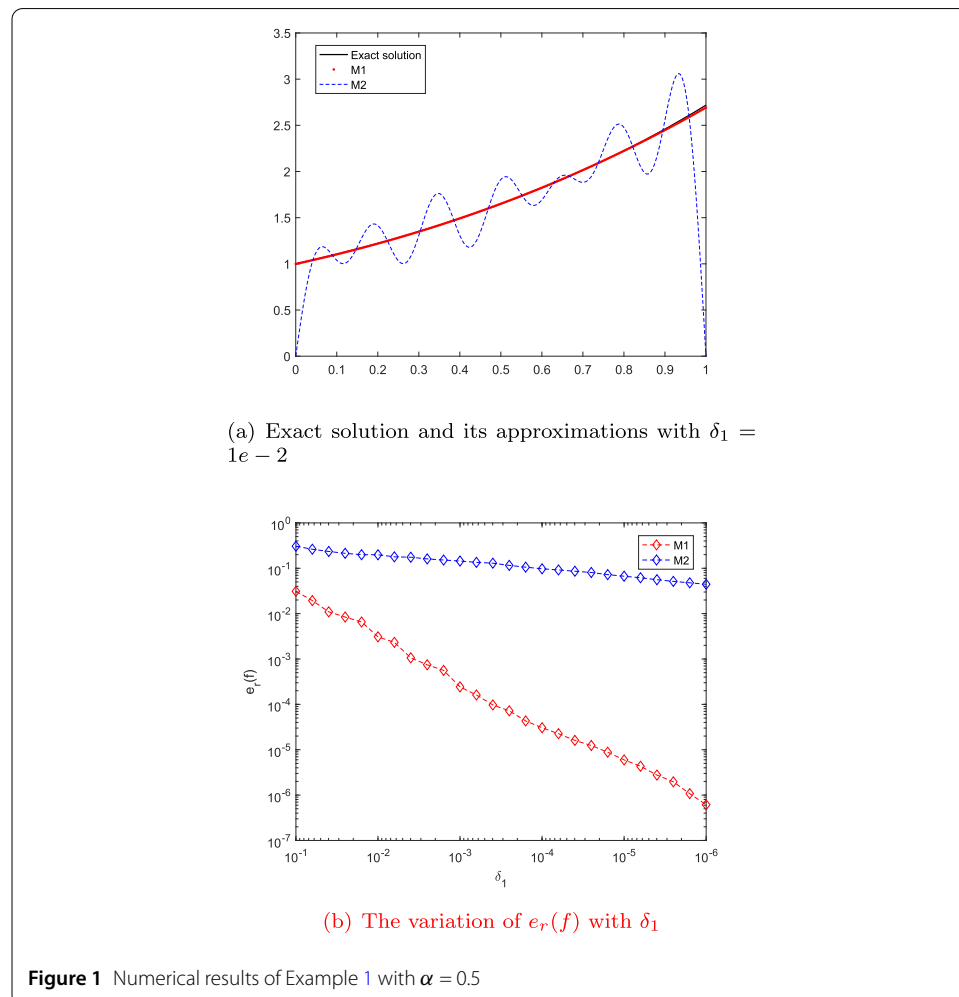 3.5
3
2.5
2
1.5
1
0.5
0
Exact solution
M1
M2
0 0.1 0.2 0.3 0.4 0.5 0.6 0.7 0.8 0.9 1
(a) Exact solution and its approximations with δ₁ =
1e − 2
10⁰
10⁻¹
10⁻²
10⁻³
10⁻⁴
10⁻⁵
10⁻⁶
10⁻⁷
eᵣ(f)
M1
M2
10⁻¹ 10⁻² 10⁻³ 10⁻⁴ 10⁻⁵ 10⁻⁶
δ₁
(b) The variation of eᵣ(f) with δ₁
Figure 1 Numerical results of Example 1 with α = 0.5